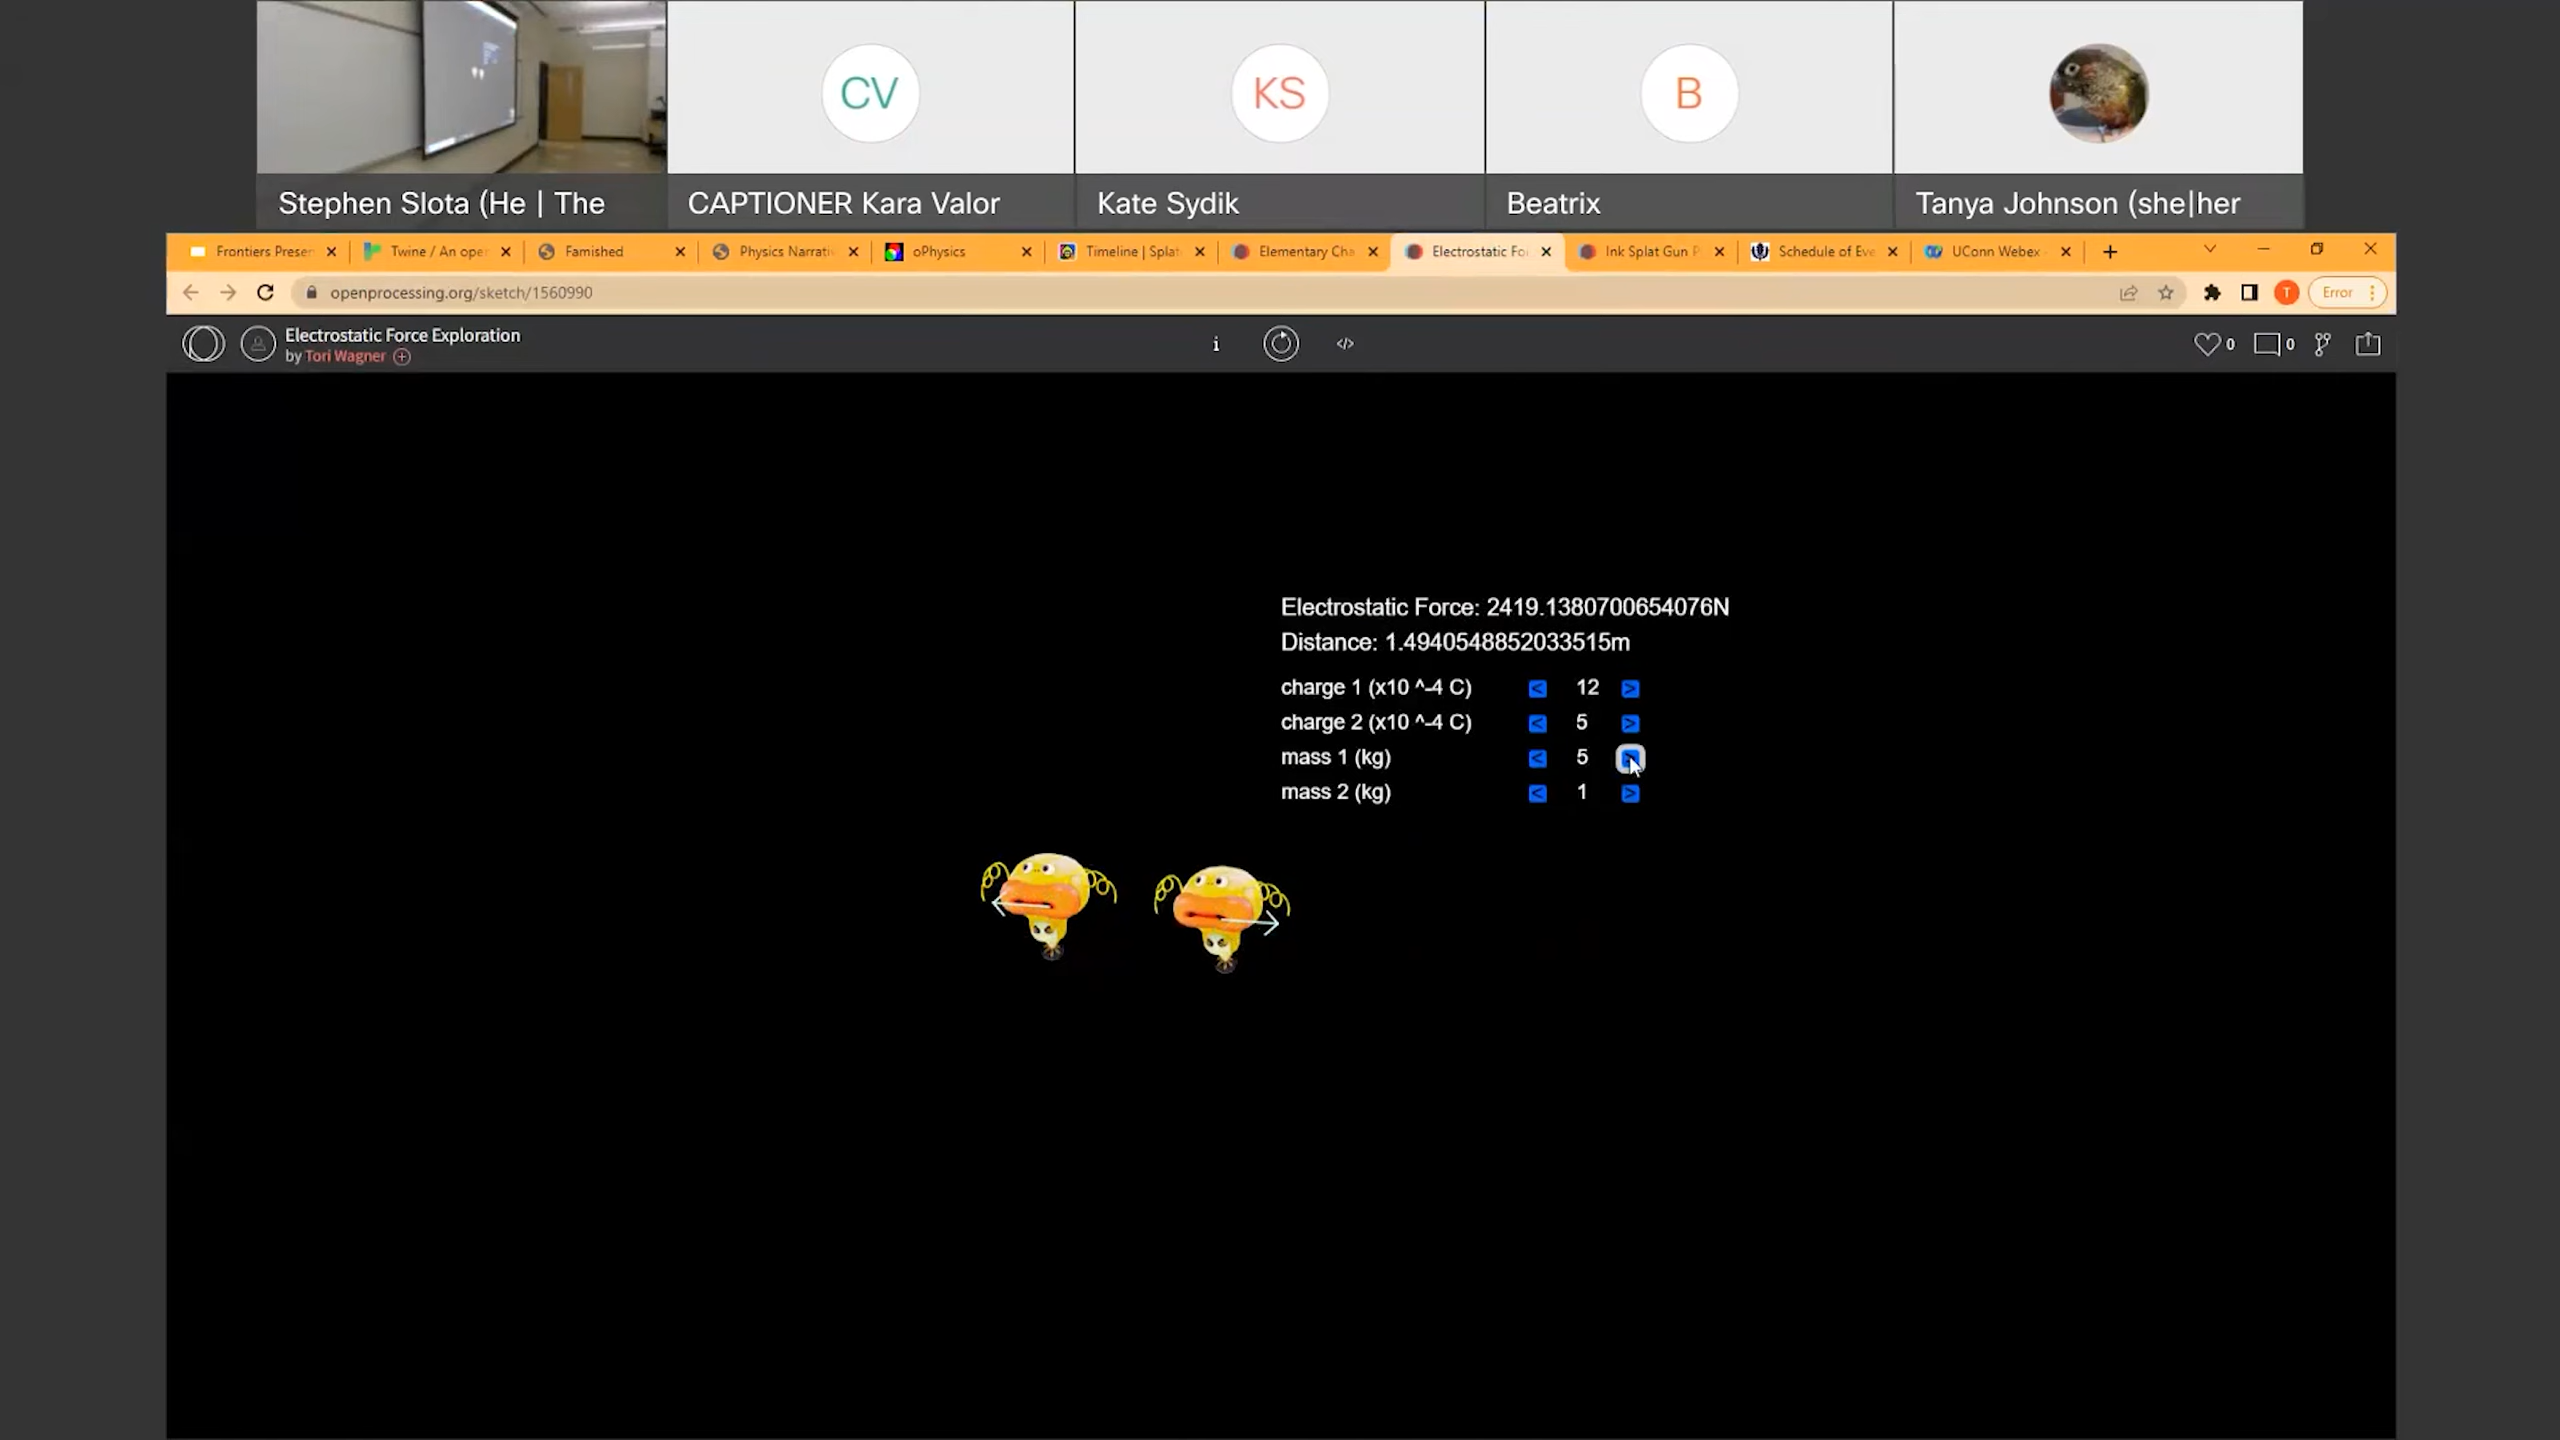 CV
KS
B
Stephen Slota (He | The
CAPTIONER Kara Valor
Kate Sydik
Beatrix
Tanya Johnson (she|her
Frontiers Presen
Twine / An oper
Famished
Physics Narrativ
oPhysics
Timeline | Splat
Elementary Cha
Electrostatic Fo
Ink Splat Gun P
Schedule of Eve
UConn Webex
openprocessing.org/sketch/1560990
T
Error
Electrostatic Force Exploration
by Tori Wagner
i
</>
0
0
Electrostatic Force: 2419.1380700654076N
Distance: 1.4940548852033515m
charge 1 (x10 ^-4 C) < 12 >
charge 2 (x10 ^-4 C) < 5 >
mass 1 (kg) < 5 >
mass 2 (kg) < 1 >